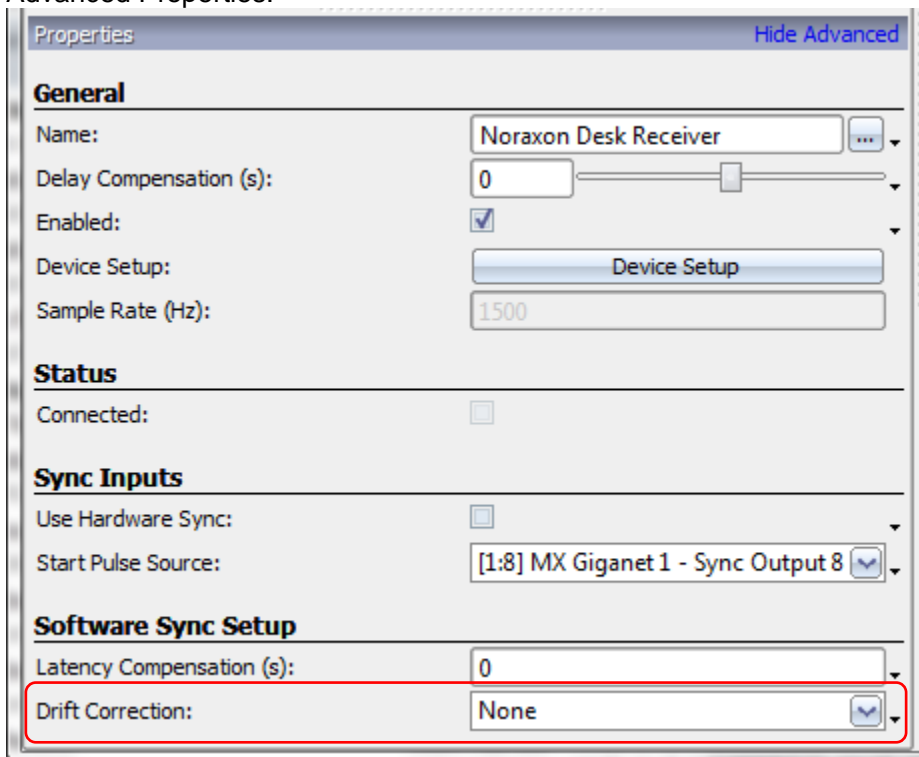 Advanced Properties.
Properties Hide Advanced
General
Name: Noraxon Desk Receiver ...
Delay Compensation (s): 0
Enabled:
Device Setup: Device Setup
Sample Rate (Hz): 1500
Status
Connected:
Sync Inputs
Use Hardware Sync:
Start Pulse Source: [1:8] MX Giganet 1 - Sync Output 8
Software Sync Setup
Latency Compensation (s): 0
Drift Correction: None